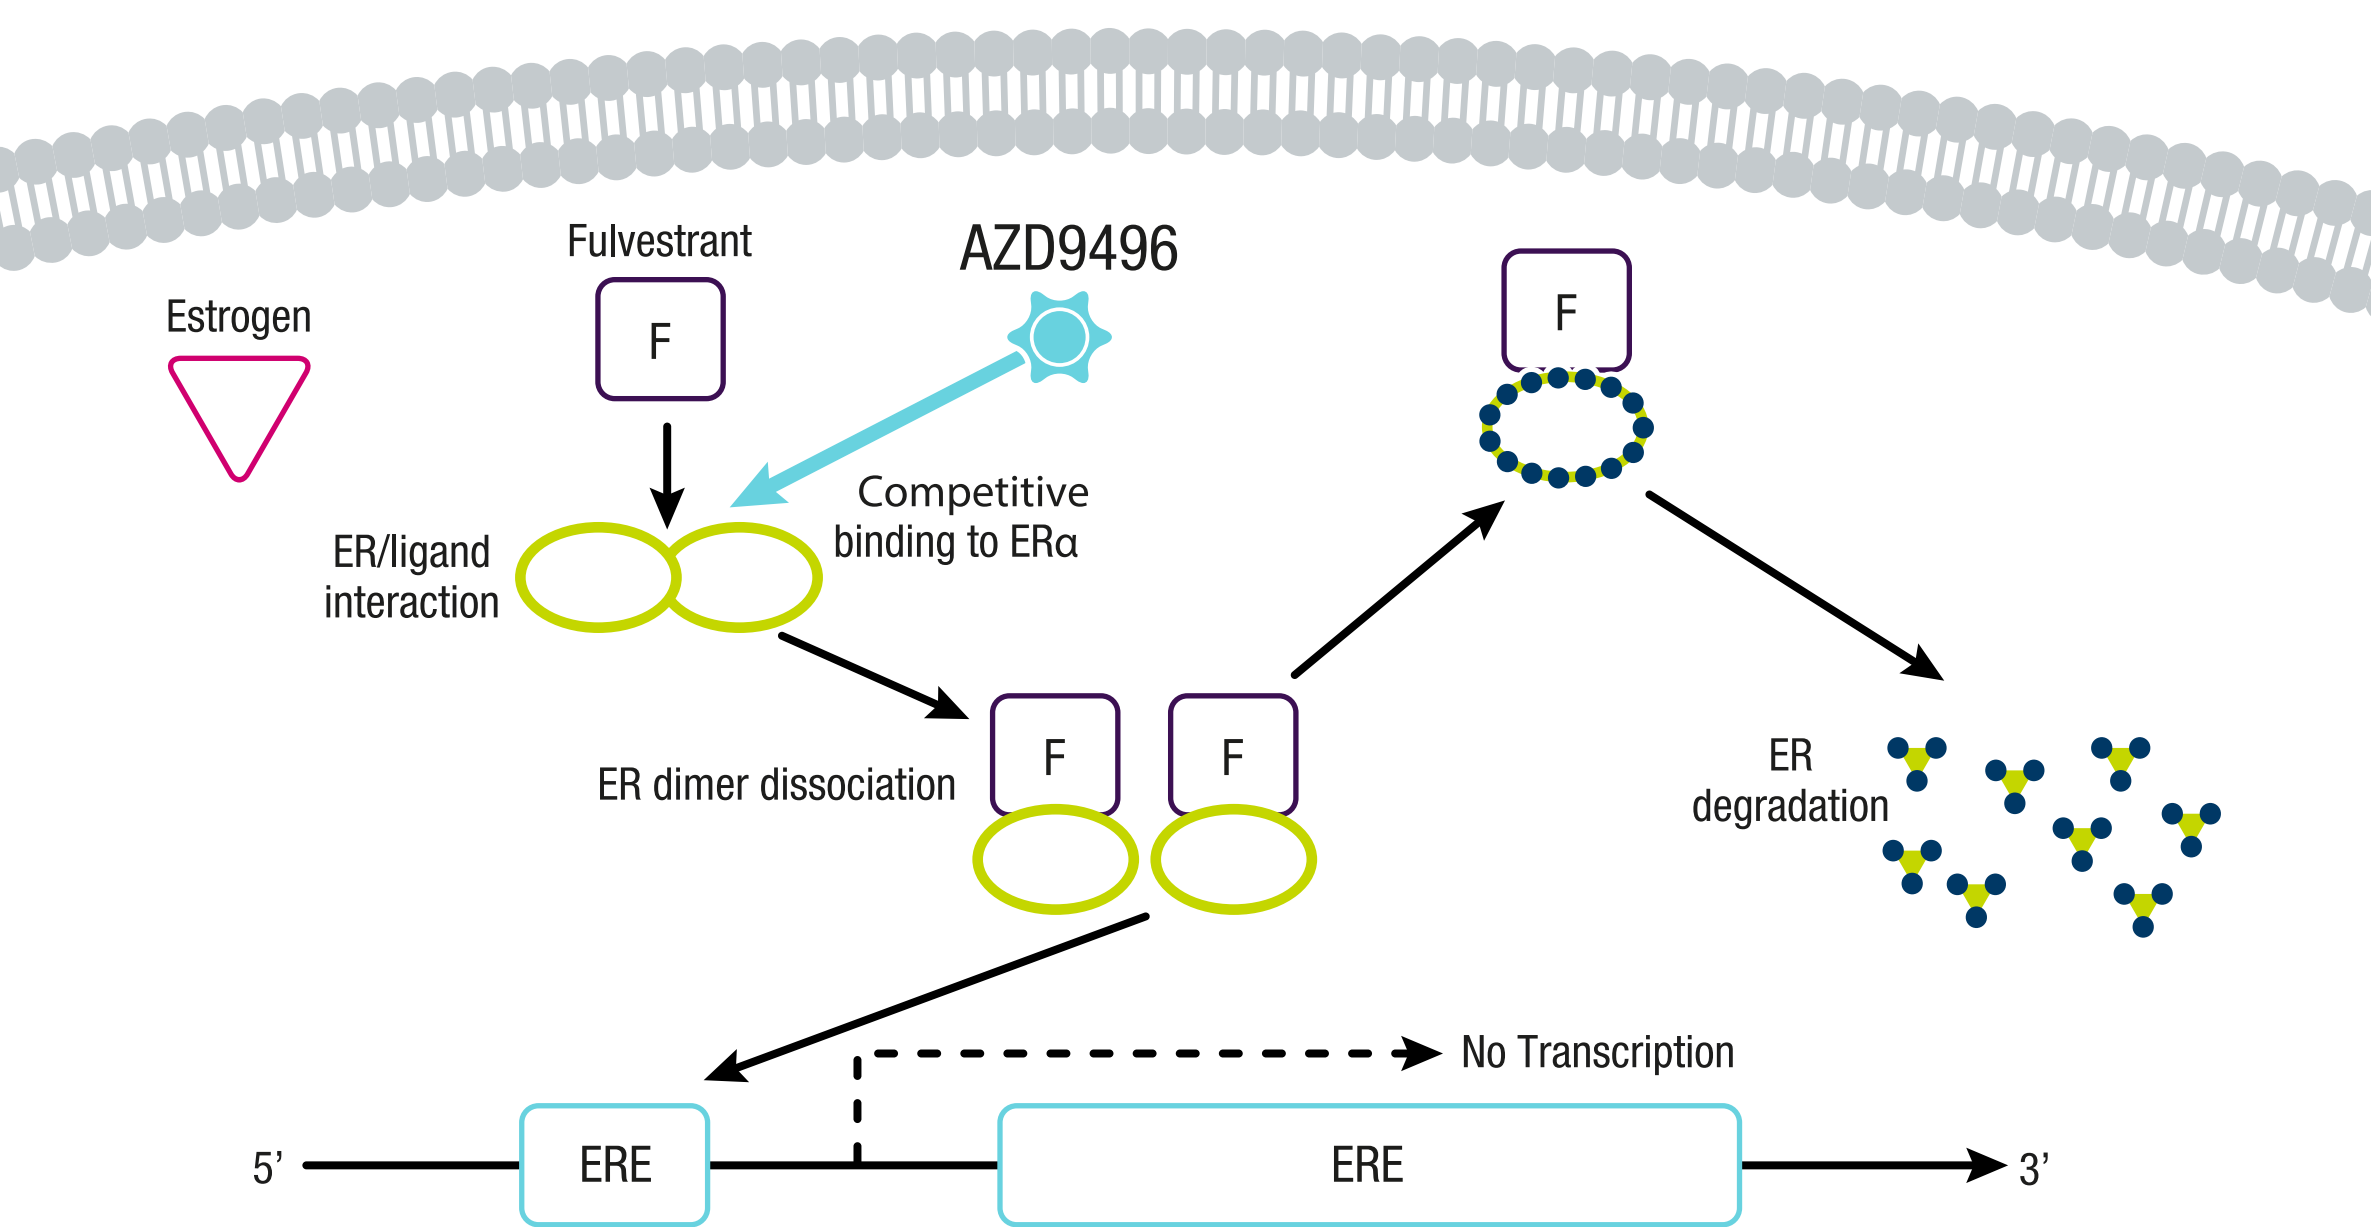 Fulvestrant
AZD9496
Estrogen
F
F
Competitive
binding to ERα
ER/ligand
interaction
F
F
ER dimer dissociation
ER
degradation
No Transcription
5’
ERE
ERE
3’